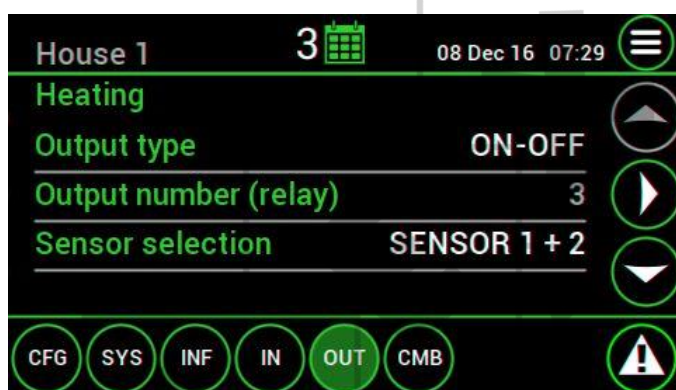 House 1 3 08 Dec 16 07:29
Heating
Output type ON-OFF
Output number (relay) 3
Sensor selection SENSOR 1 + 2
CFG SYS INF IN OUT CMB